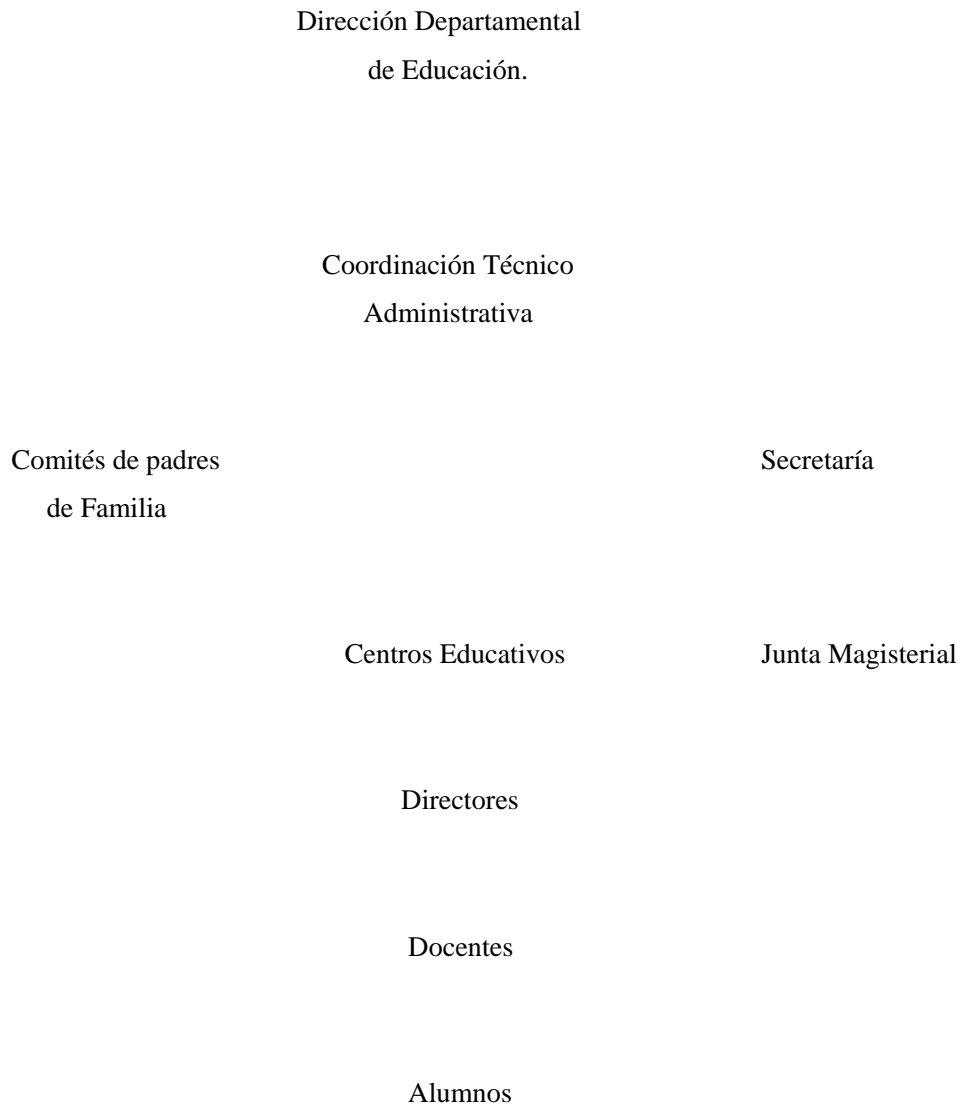 Dirección Departamental
de Educación.
Coordinación Técnico
Administrativa
Comités de padres
de Familia
Secretaría
Centros Educativos
Junta Magisterial
Directores
Docentes
Alumnos